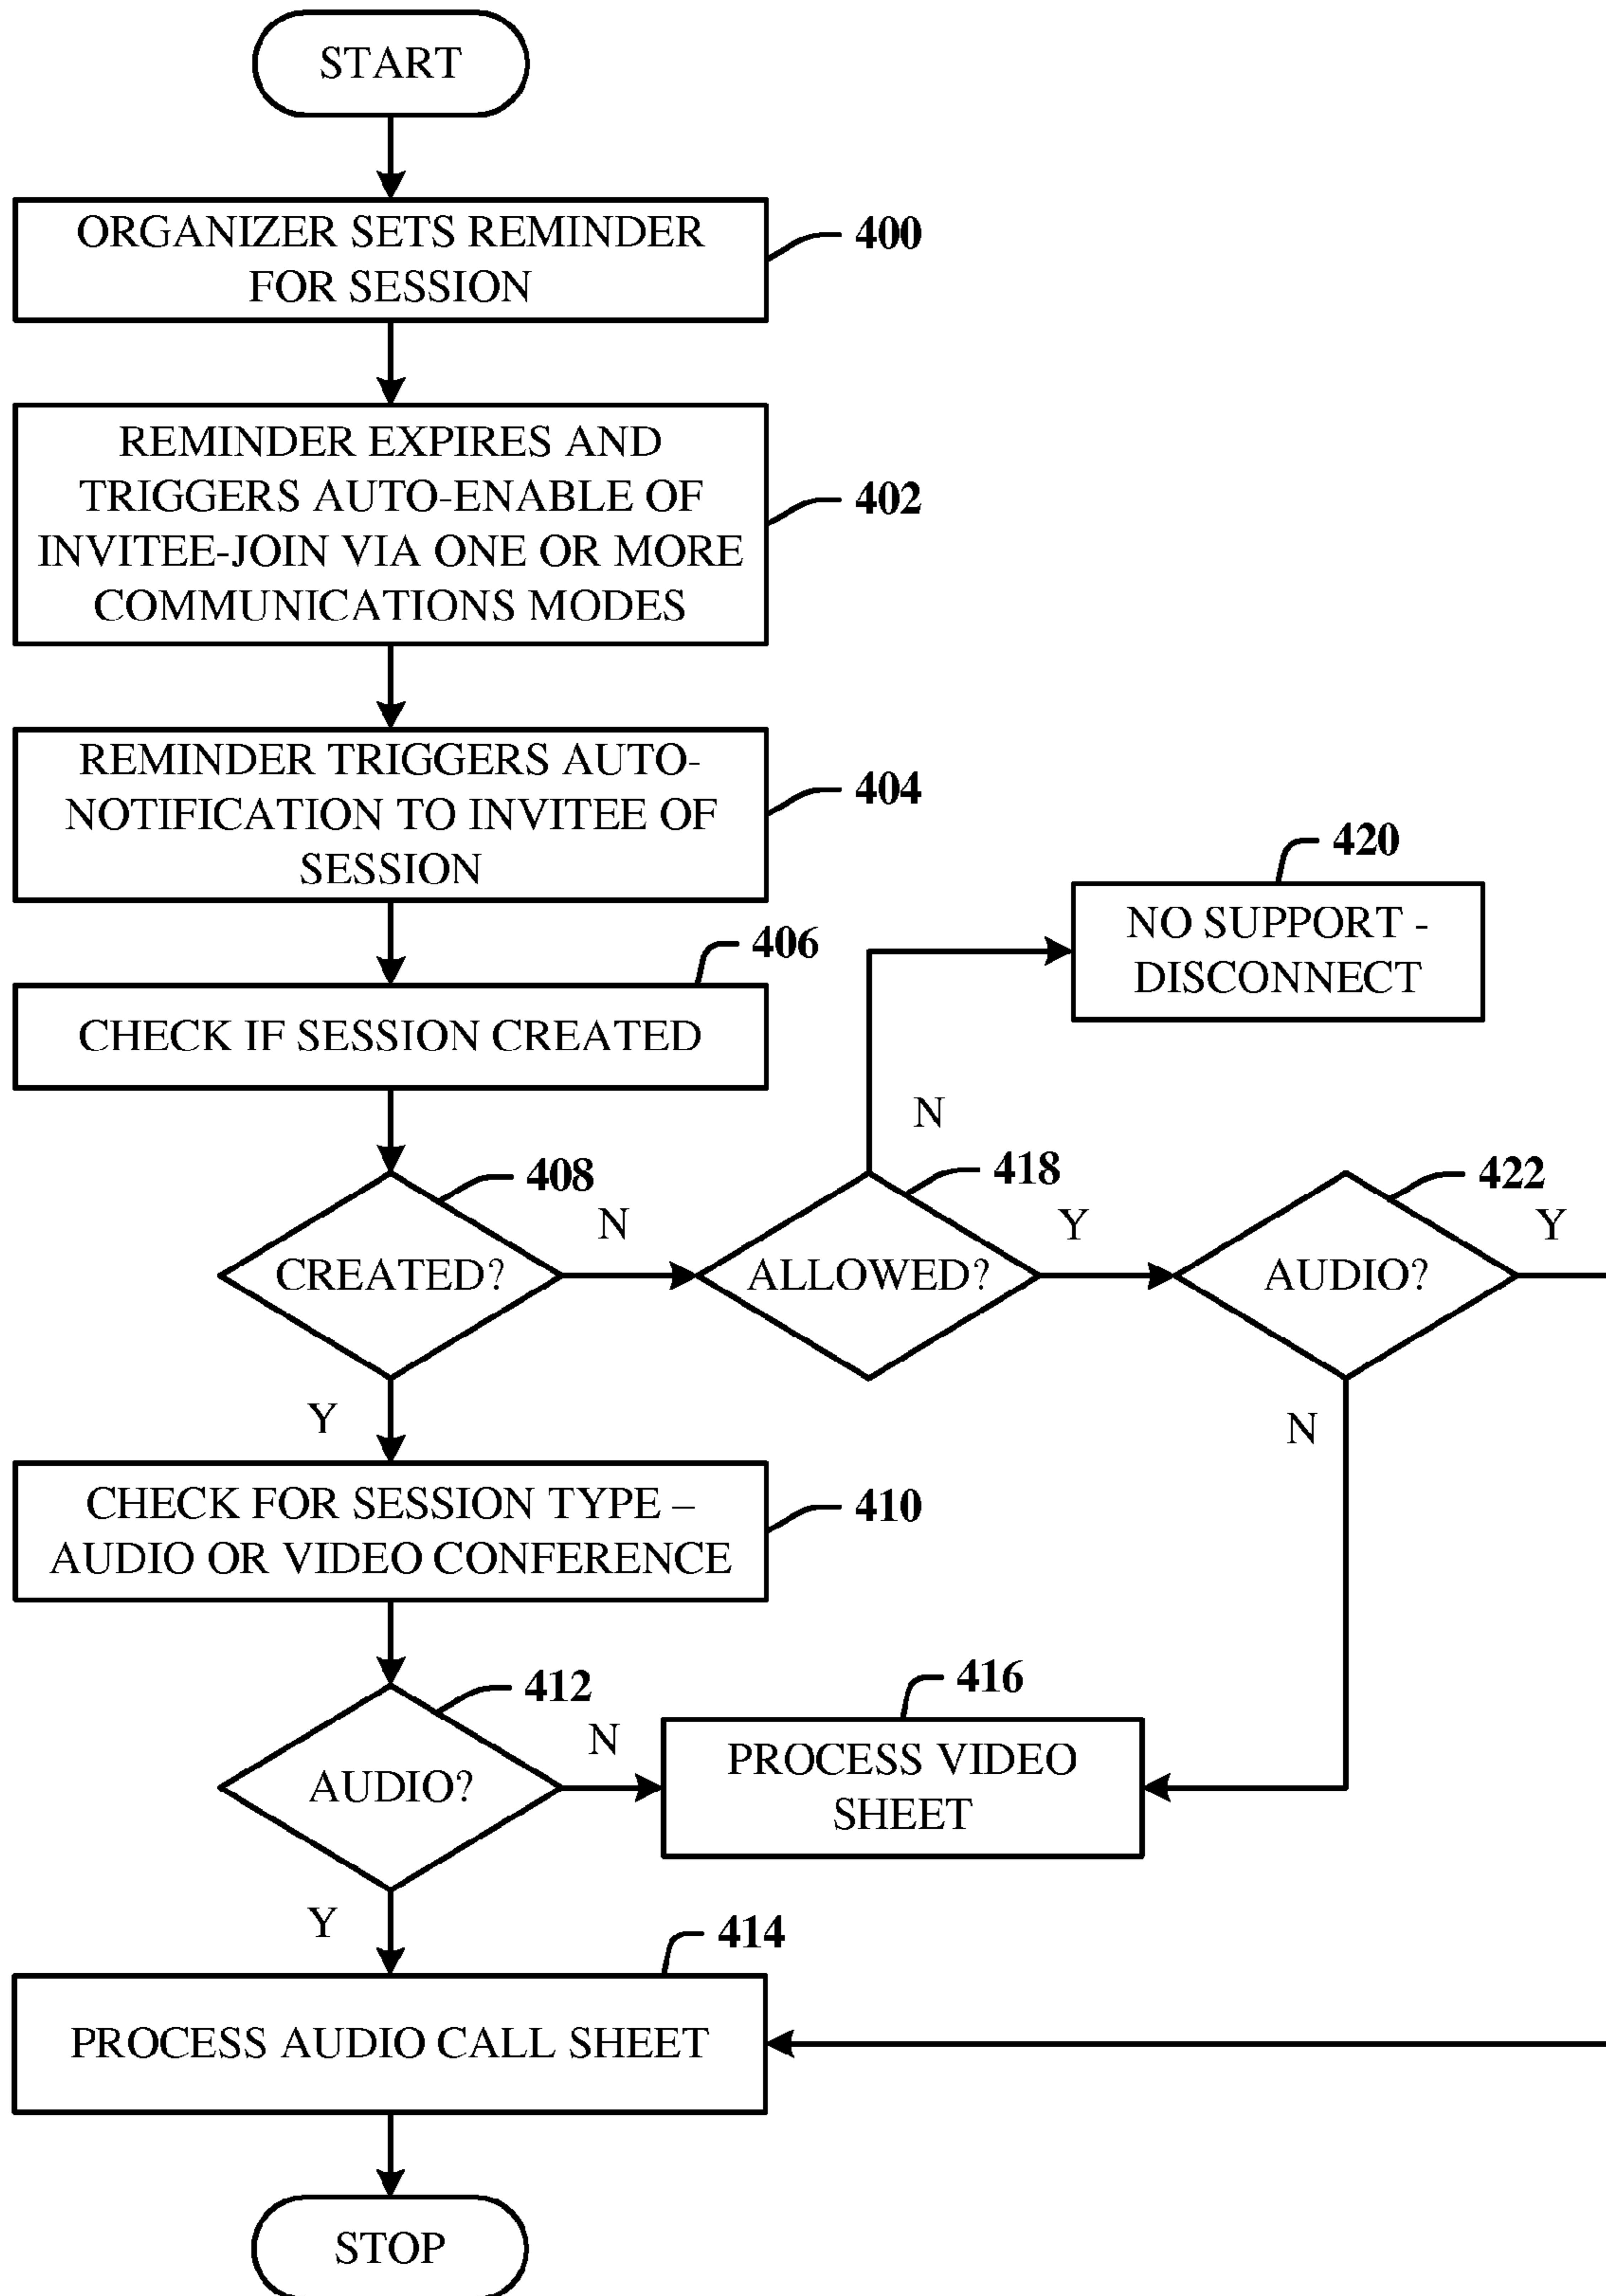 START
ORGANIZER SETS REMINDER
FOR SESSION
400
REMINDER EXPIRES AND
TRIGGERS AUTO-ENABLE OF
INVITEE-JOIN VIA ONE OR MORE
COMMUNICATIONS MODES
402
REMINDER TRIGGERS AUTO-
NOTIFICATION TO INVITEE OF
SESSION
404
420
NO SUPPORT -
DISCONNECT
406
CHECK IF SESSION CREATED
N
408
CREATED?
N
418
ALLOWED?
Y
422
AUDIO?
Y
Y
N
CHECK FOR SESSION TYPE –
AUDIO OR VIDEO CONFERENCE
410
412
AUDIO?
N
416
PROCESS VIDEO
SHEET
Y
414
PROCESS AUDIO CALL SHEET
STOP